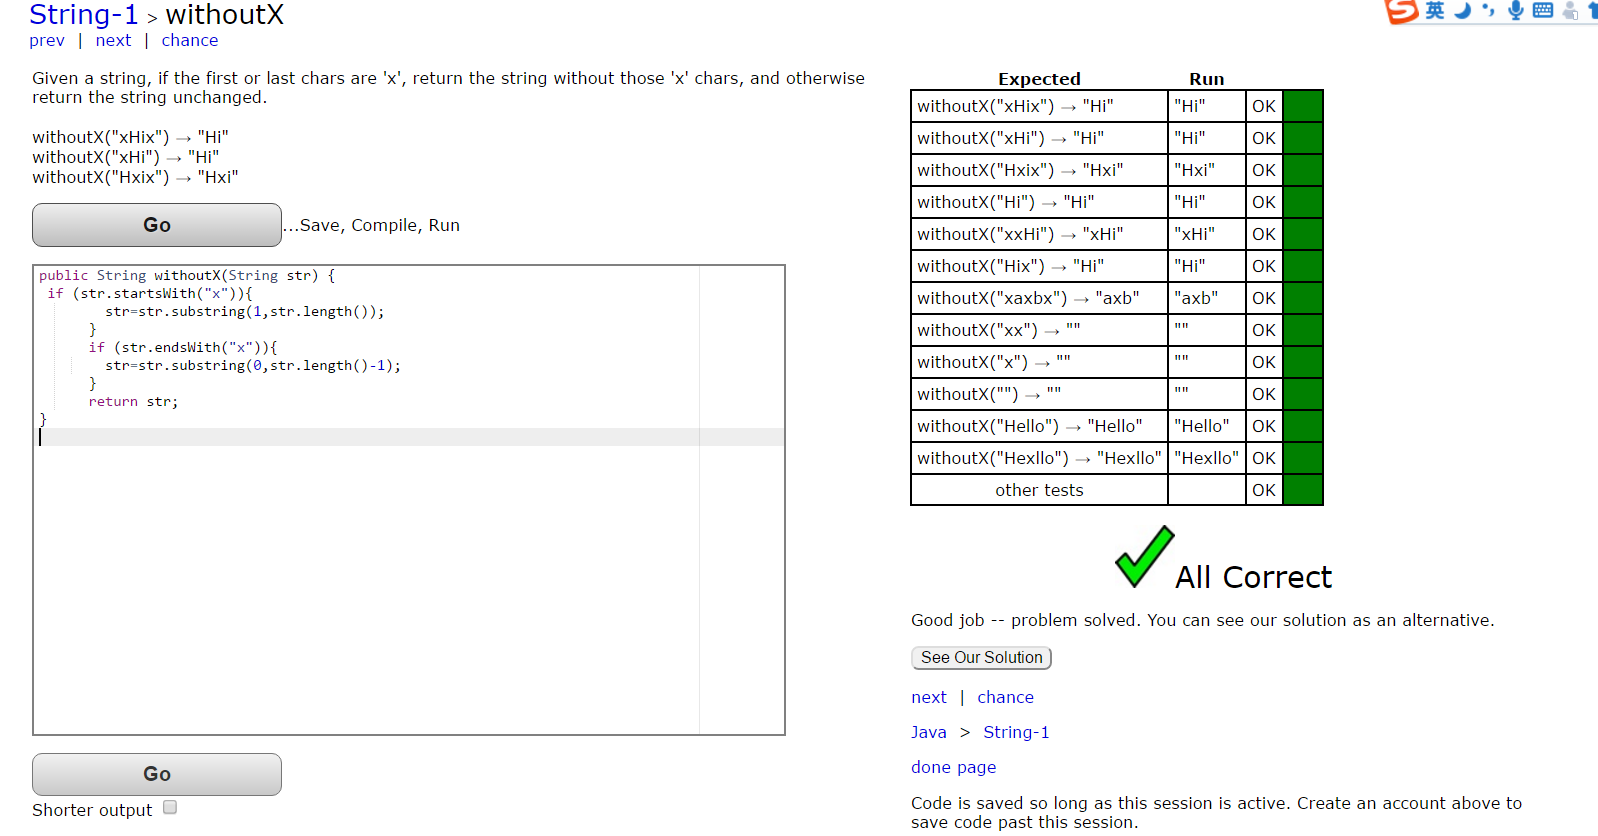 String-1 > withoutX
prev | next | chance
Given a string, if the first or last chars are 'x', return the string without those 'x' chars, and otherwise
return the string unchanged.
withoutX("xHix") → "Hi"
withoutX("xHi") → "Hi"
withoutX("Hxix") → "Hxi"
Go
...Save, Compile, Run
public String withoutX(String str) {
if (str.startsWith("x")){
str=str.substring(1,str.length());
}
if (str.endsWith("x")){
str=str.substring(0,str.length()-1);
}
return str;
}
Go
Shorter output
英
Expected Run
withoutX("xHix") → "Hi" "Hi" OK
withoutX("xHi") → "Hi" "Hi" OK
withoutX("Hxix") → "Hxi" "Hxi" OK
withoutX("Hi") → "Hi" "Hi" OK
withoutX("xxHi") → "xHi" "xHi" OK
withoutX("Hix") → "Hi" "Hi" OK
withoutX("xaxbx") → "axb" "axb" OK
withoutX("xx") → "" "" OK
withoutX("x") → "" "" OK
withoutX("") → "" "" OK
withoutX("Hello") → "Hello" "Hello" OK
withoutX("Hexllo") → "Hexllo" "Hexllo" OK
other tests OK
All Correct
Good job -- problem solved. You can see our solution as an alternative.
See Our Solution
next | chance
Java > String-1
done page
Code is saved so long as this session is active. Create an account above to
save code past this session.